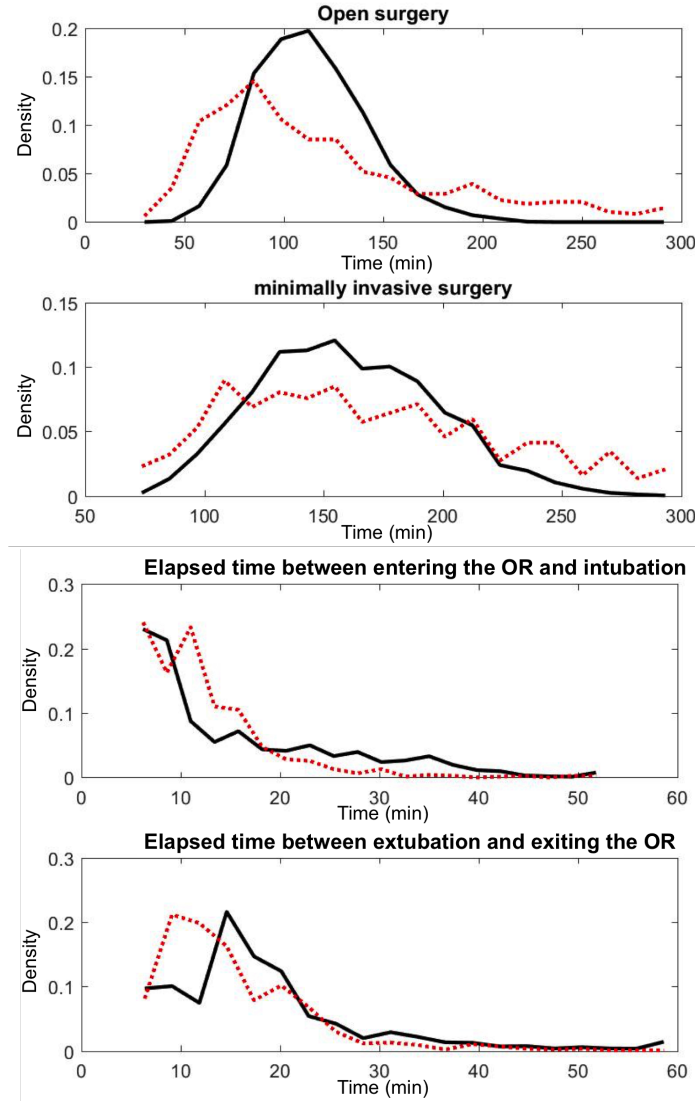 Open surgery
0.2
0.15
0.1
0.05
0
Density
0 50 100 150 200 250 300
Time (min)
minimally invasive surgery
0.15
0.1
0.05
0
Density
50 100 150 200 250 300
Time (min)
Elapsed time between entering the OR and intubation
0.3
0.2
0.1
0
Density
0 10 20 30 40 50 60
Time (min)
Elapsed time between extubation and exiting the OR
0.3
0.2
0.1
0
Density
0 10 20 30 40 50 60
Time (min)